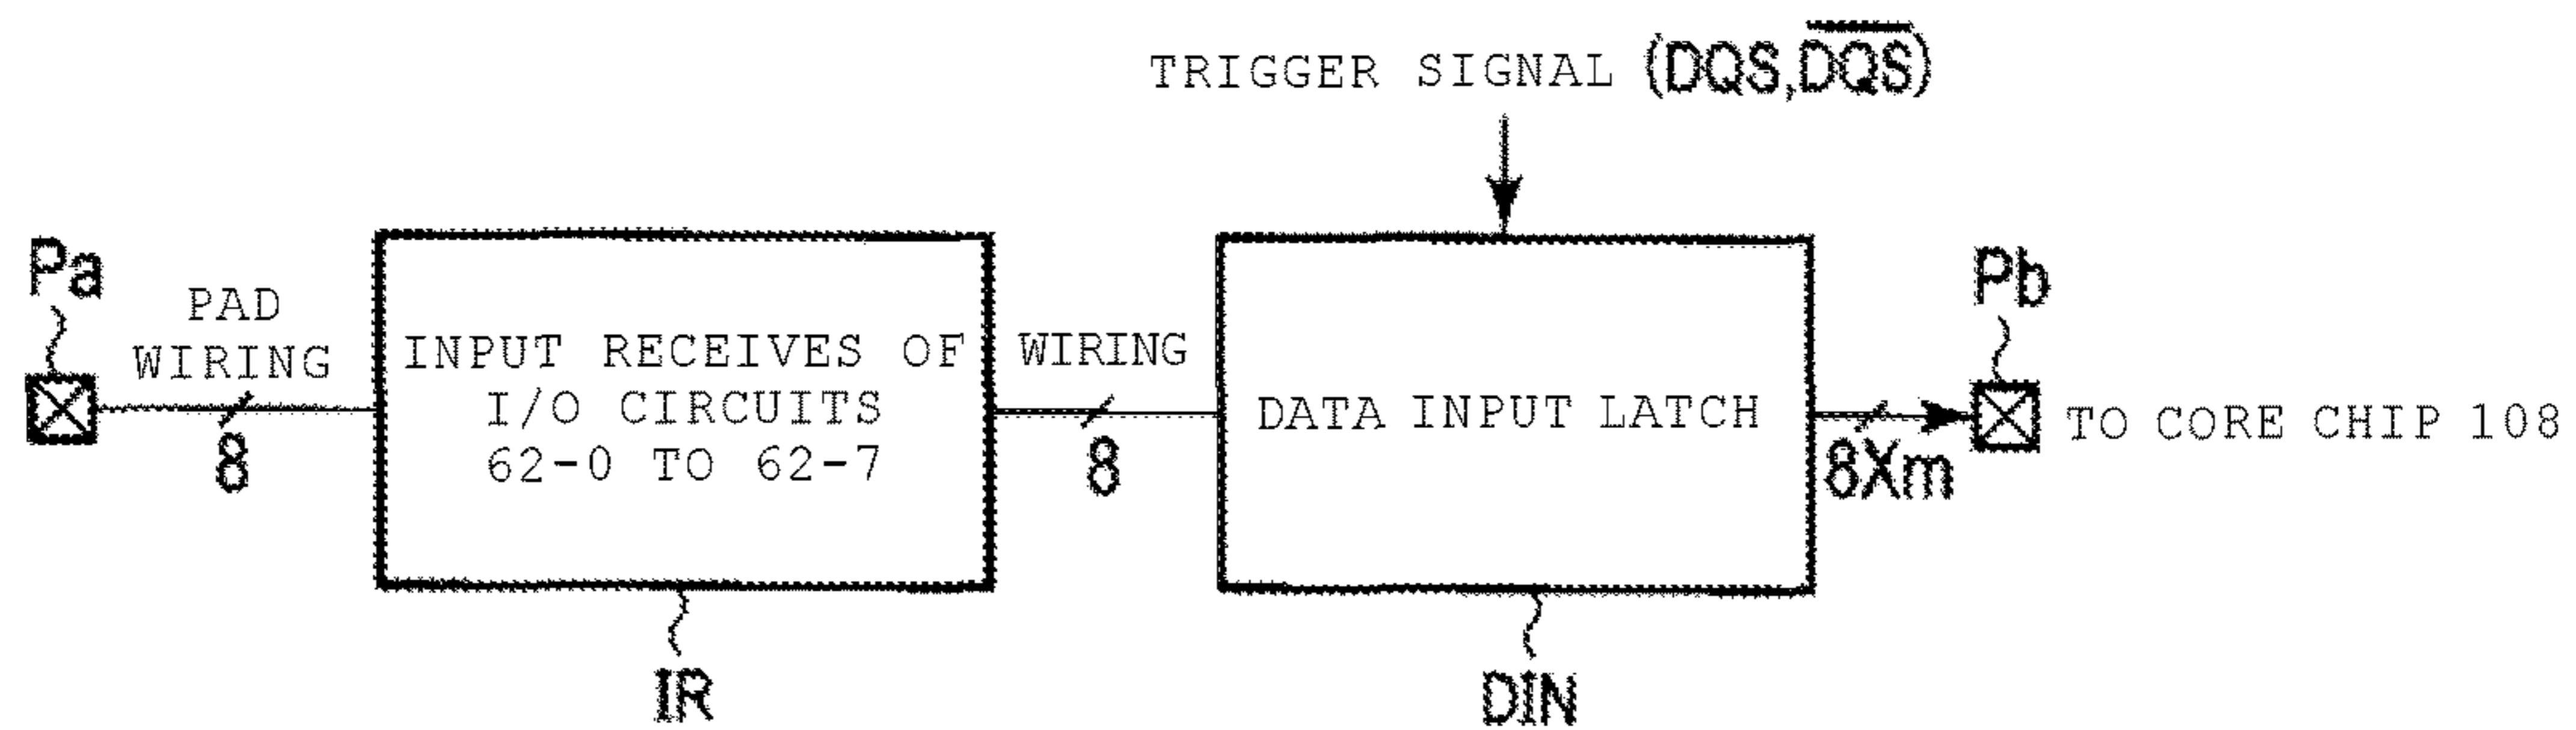 TRIGGER SIGNAL (DQS,D̅Q̅S̅)
Pa
PAD
WIRING
8
INPUT RECEIVES OF
I/O CIRCUITS
62-0 TO 62-7
IR
WIRING
8
DATA INPUT LATCH
DIN
8Xm
Pb
TO CORE CHIP 108